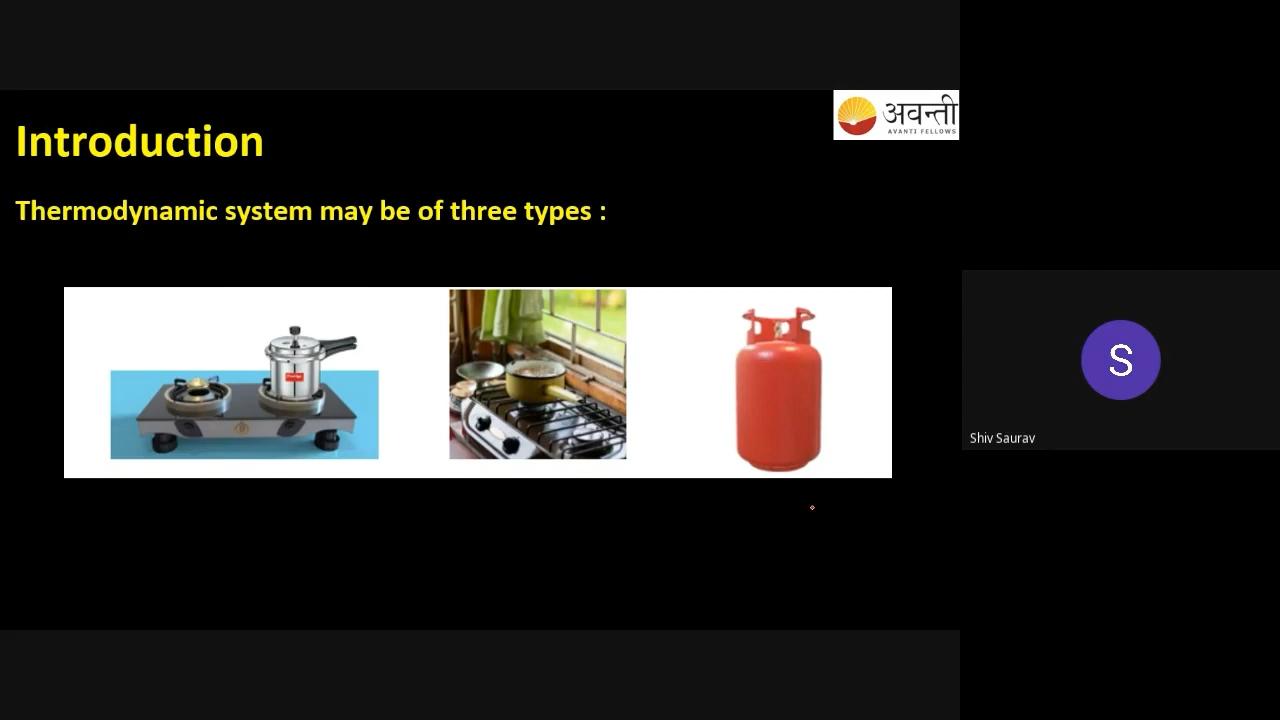 अवन्ती
AVANTI FELLOWS
Introduction
Thermodynamic system may be of three types :
S
Shiv Saurav